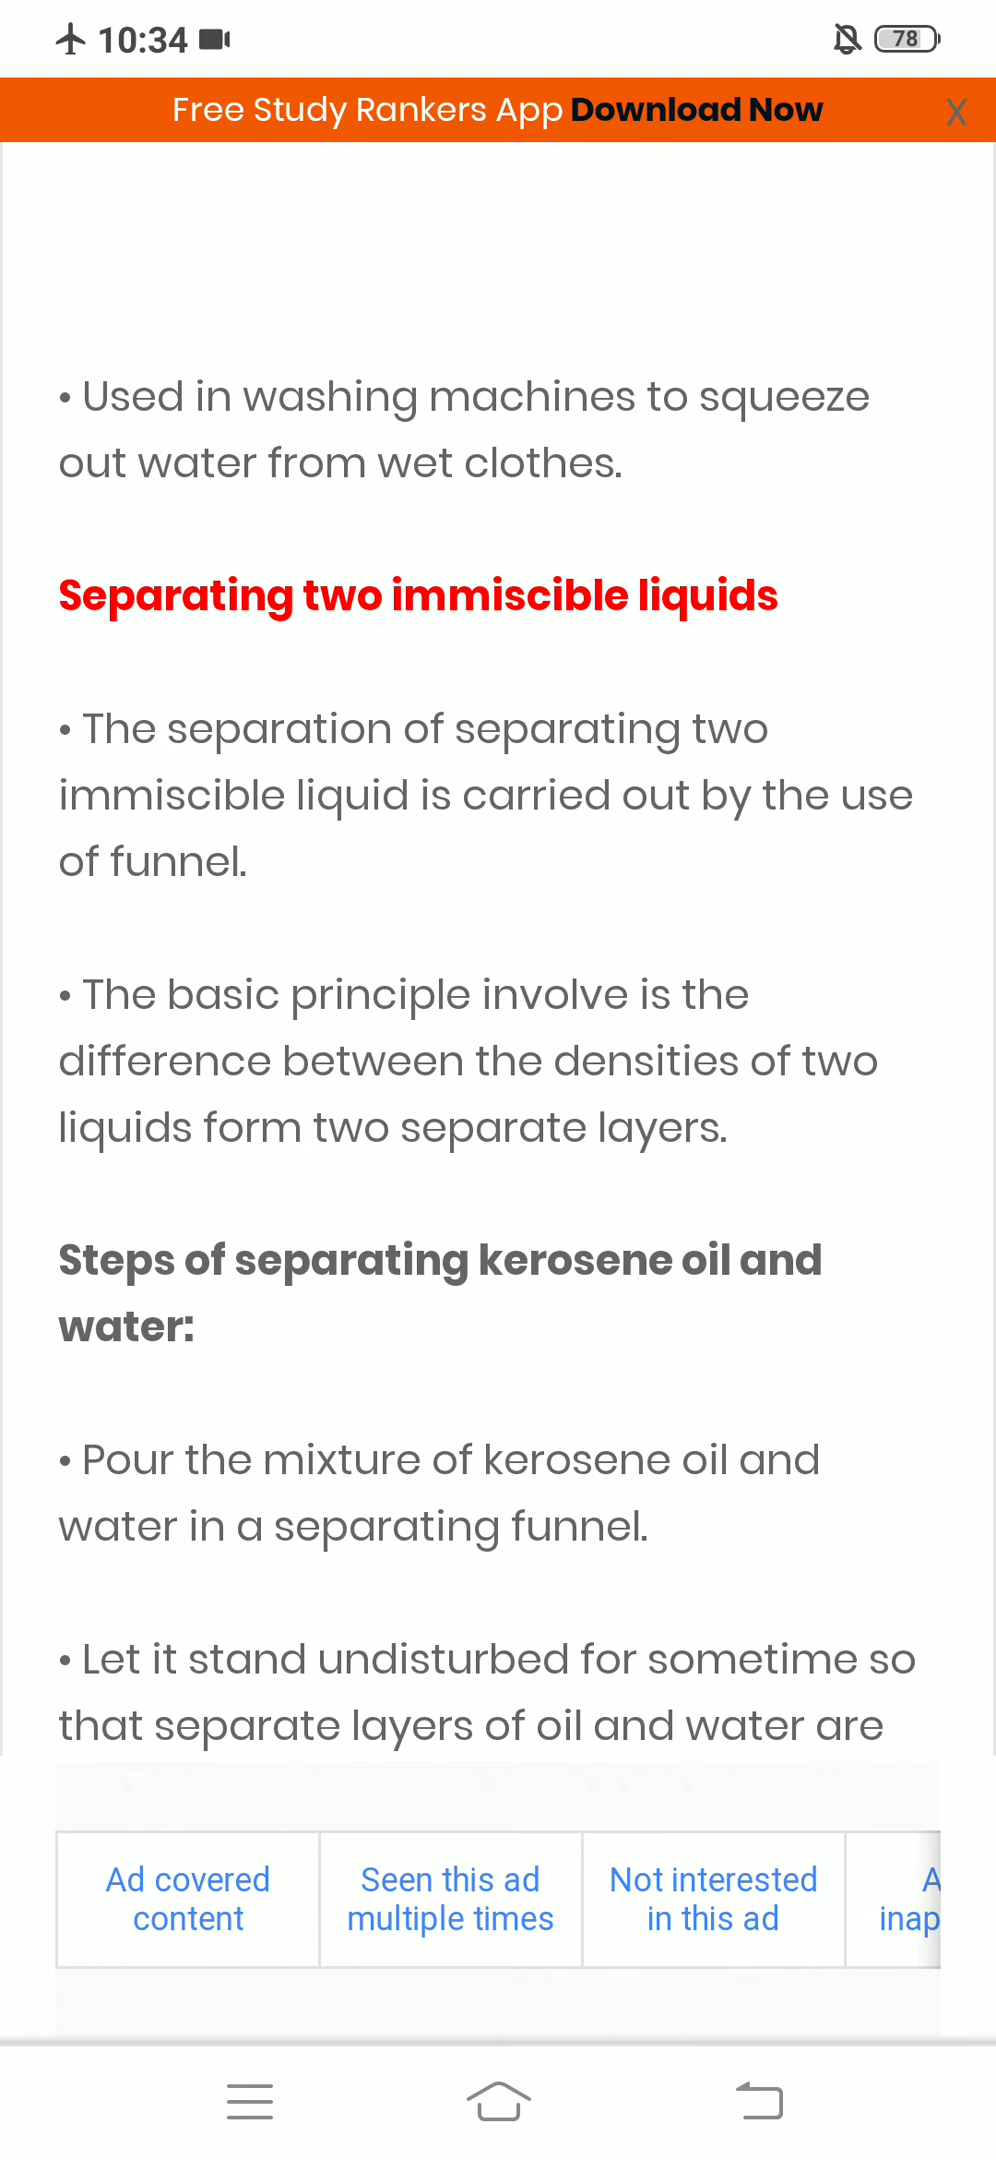 10:34
78
Free Study Rankers App Download Now
X
• Used in washing machines to squeeze
out water from wet clothes.
Separating two immiscible liquids
• The separation of separating two
immiscible liquid is carried out by the use
of funnel.
• The basic principle involve is the
difference between the densities of two
liquids form two separate layers.
Steps of separating kerosene oil and
water:
• Pour the mixture of kerosene oil and
water in a separating funnel.
• Let it stand undisturbed for sometime so
that separate layers of oil and water are
Ad covered
content
Seen this ad
multiple times
Not interested
in this ad
A
inap